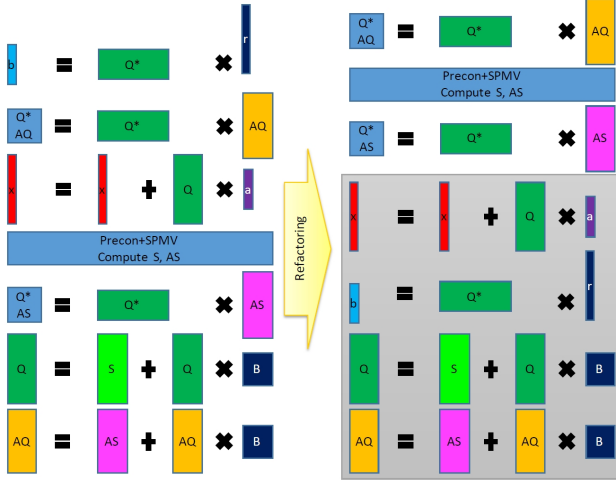 b = Q* × r
Q*
AQ
= Q* × AQ
x = x + Q × a
Precon+SPMV
Compute S, AS
Q*
AS
= Q* × AS
Q = S + Q × B
AQ = AS + AQ × B
Refactoring
Q*
AQ
= Q* × AQ
Precon+SPMV
Compute S, AS
Q*
AS
= Q* × AS
x = x + Q × a
b = Q* × r
Q = S + Q × B
AQ = AS + AQ × B